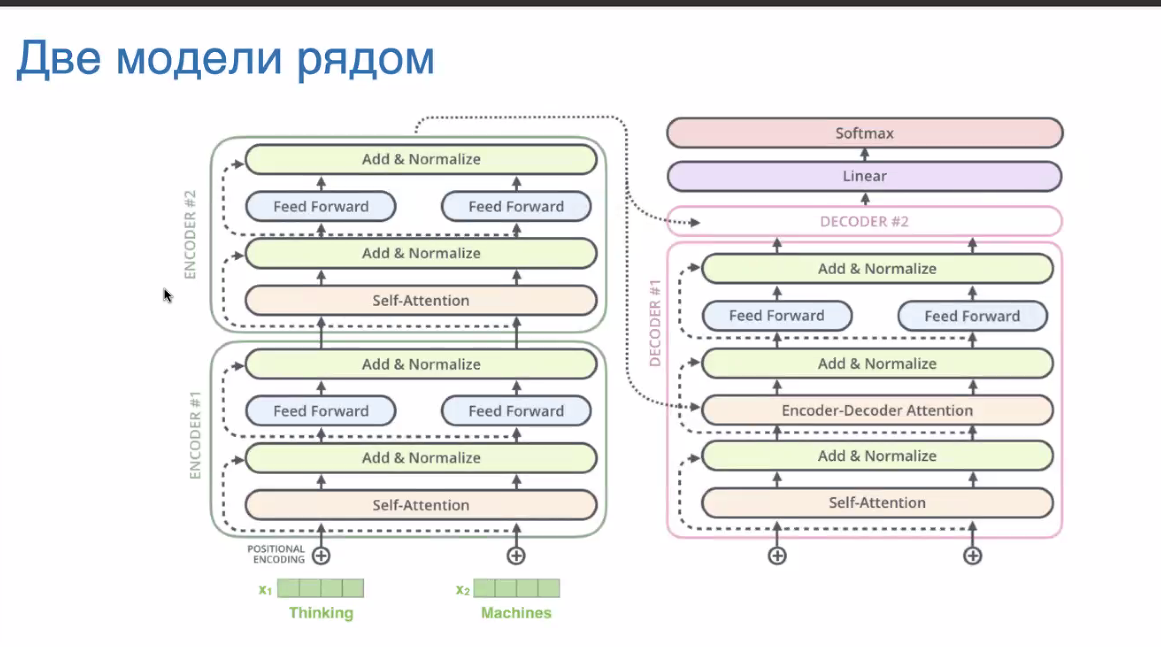 Две модели рядом
ENCODER #2
Add & Normalize
Feed Forward
Feed Forward
Add & Normalize
Self-Attention
ENCODER #1
Add & Normalize
Feed Forward
Feed Forward
Add & Normalize
Self-Attention
POSITIONAL
ENCODING
x₁
x₂
Thinking
Machines
Softmax
Linear
DECODER #2
DECODER #1
Add & Normalize
Feed Forward
Feed Forward
Add & Normalize
Encoder-Decoder Attention
Add & Normalize
Self-Attention